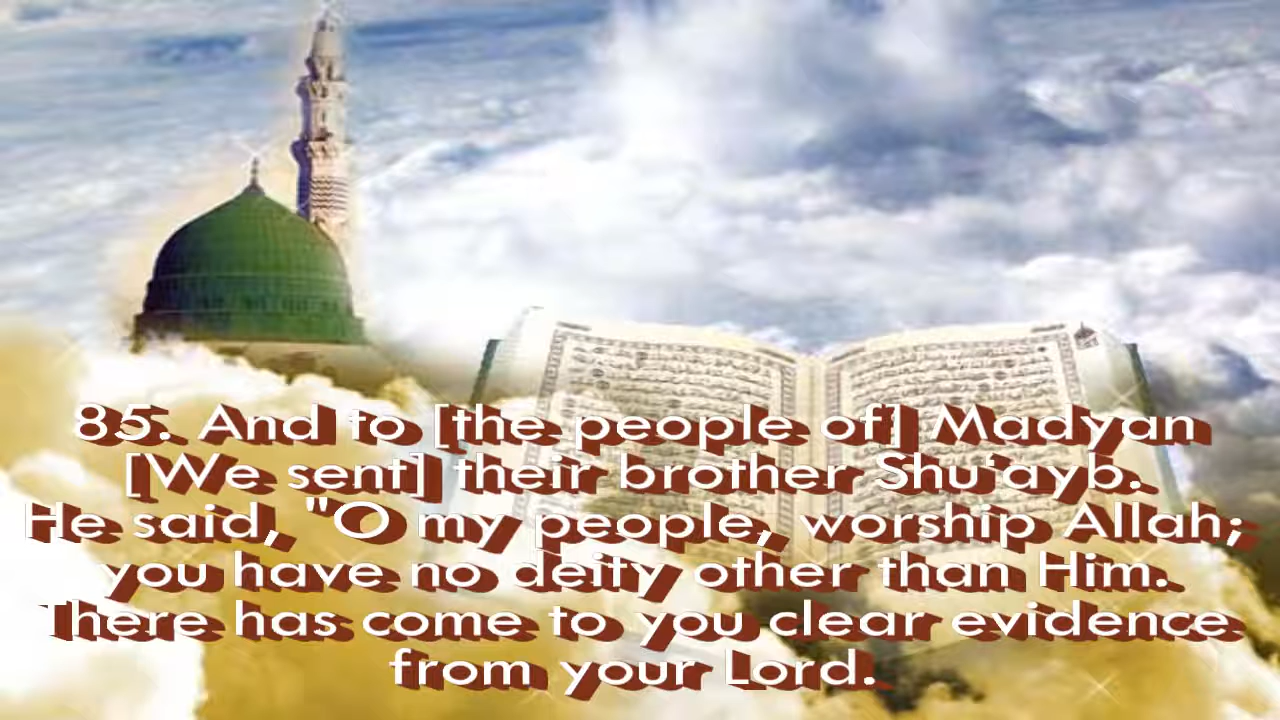 85. And to [the people of] Madyan
[We sent] their brother Shu'ayb.
He said, "O my people, worship Allah;
you have no deity other than Him.
There has come to you clear evidence
from your Lord.